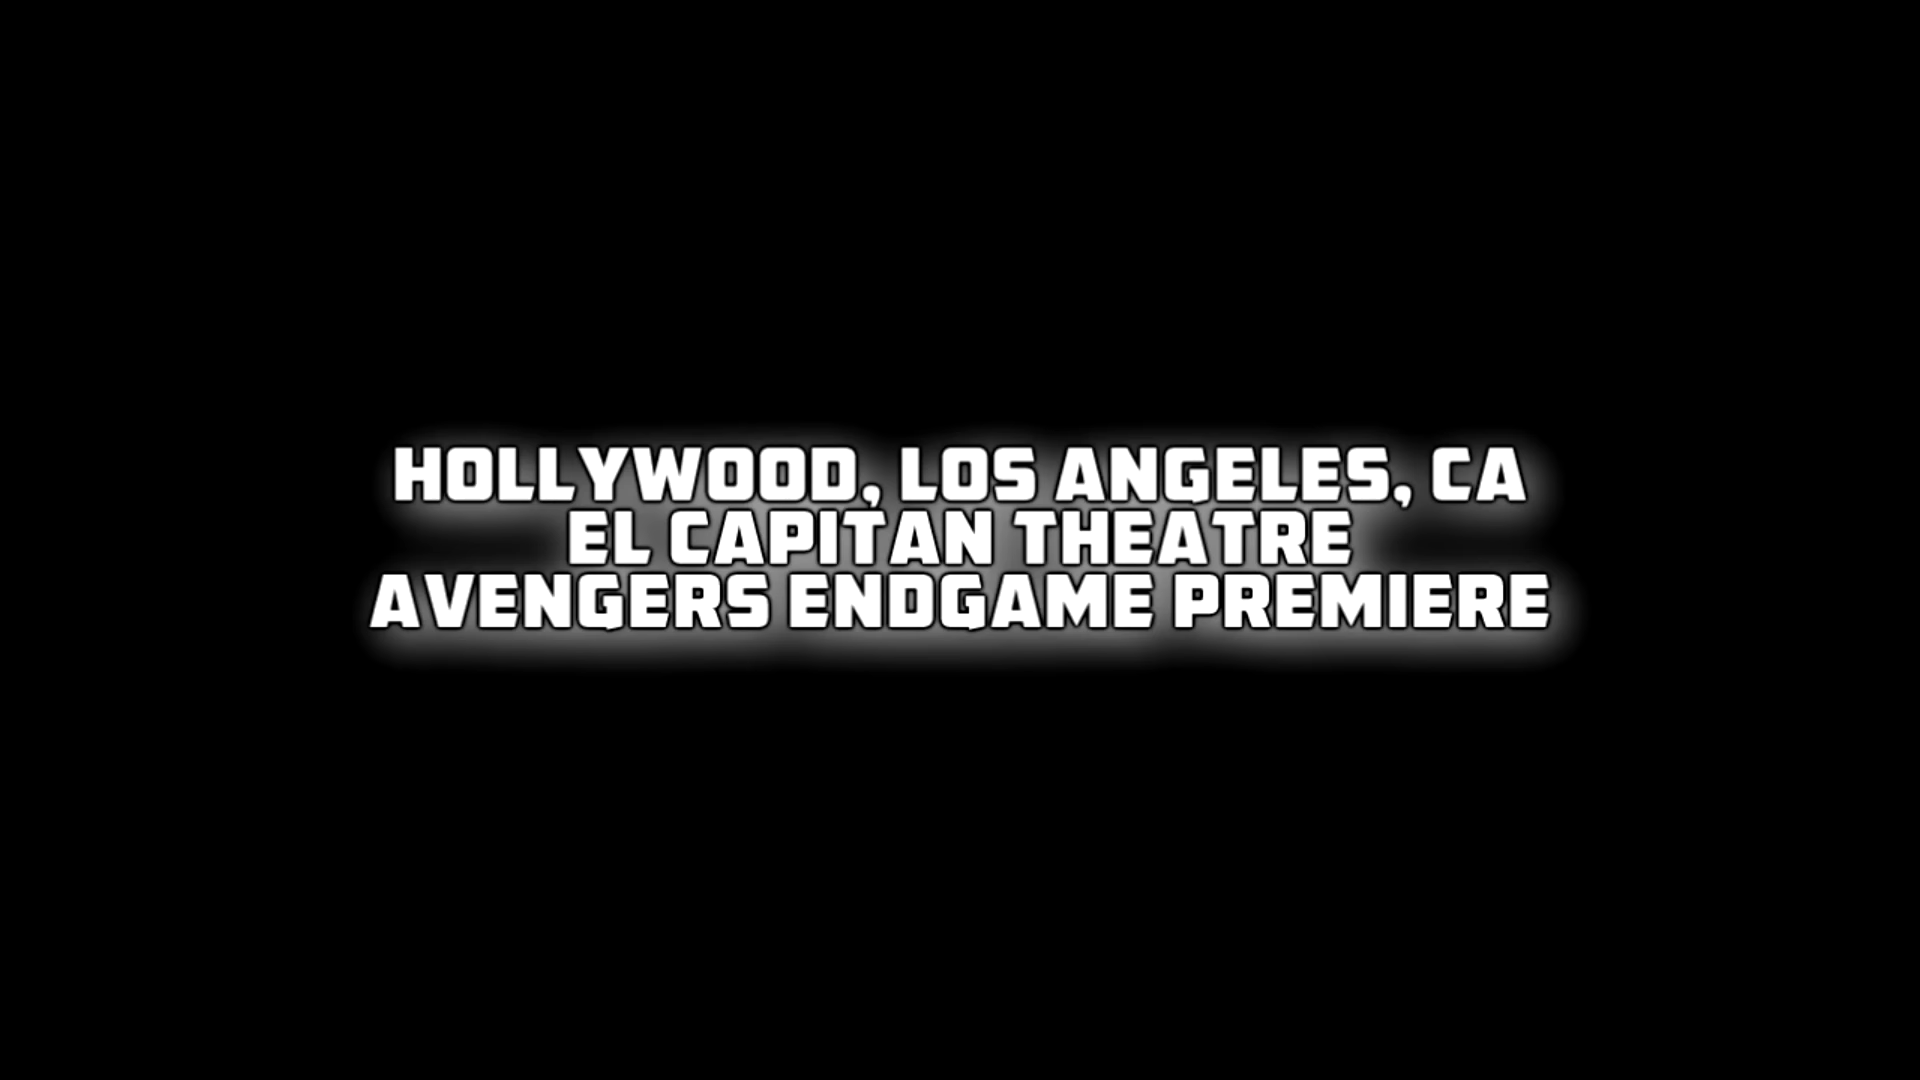 HOLLYWOOD, LOS ANGELES, CA
EL CAPITAN THEATRE
AVENGERS ENDGAME PREMIERE